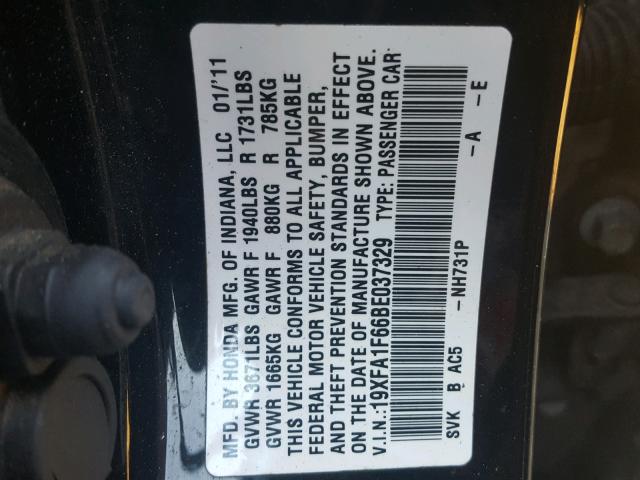 MFD. BY HONDA MFG. OF INDIANA, LLC 01/'11
GVWR 3671LBS GAWR F 1940LBS R 1731LBS
GVWR 1665KG GAWR F 880KG R 785KG
THIS VEHICLE CONFORMS TO ALL APPLICABLE
FEDERAL MOTOR VEHICLE SAFETY, BUMPER,
AND THEFT PREVENTION STANDARDS IN EFFECT
ON THE DATE OF MANUFACTURE SHOWN ABOVE.
V.I.N.:19XFA1F66BE037329 TYPE: PASSENGER CAR
SVK B AC5 -NH731P -A -E